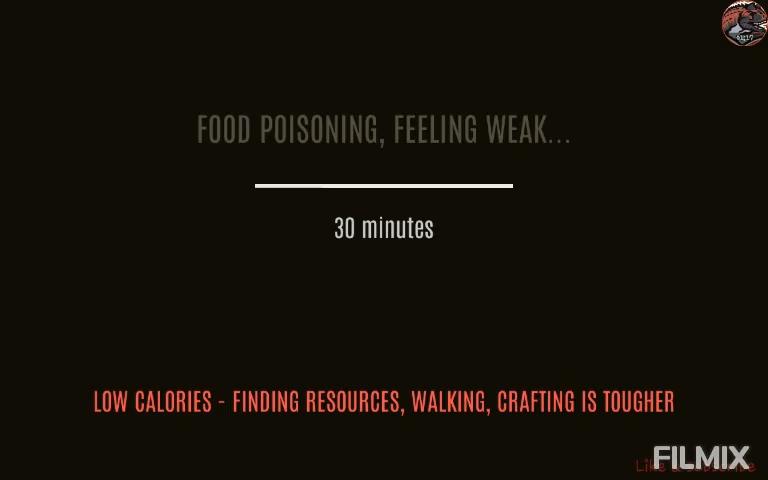 FOOD POISONING, FEELING WEAK...
30 minutes
LOW CALORIES - FINDING RESOURCES, WALKING, CRAFTING IS TOUGHER
FILMIX